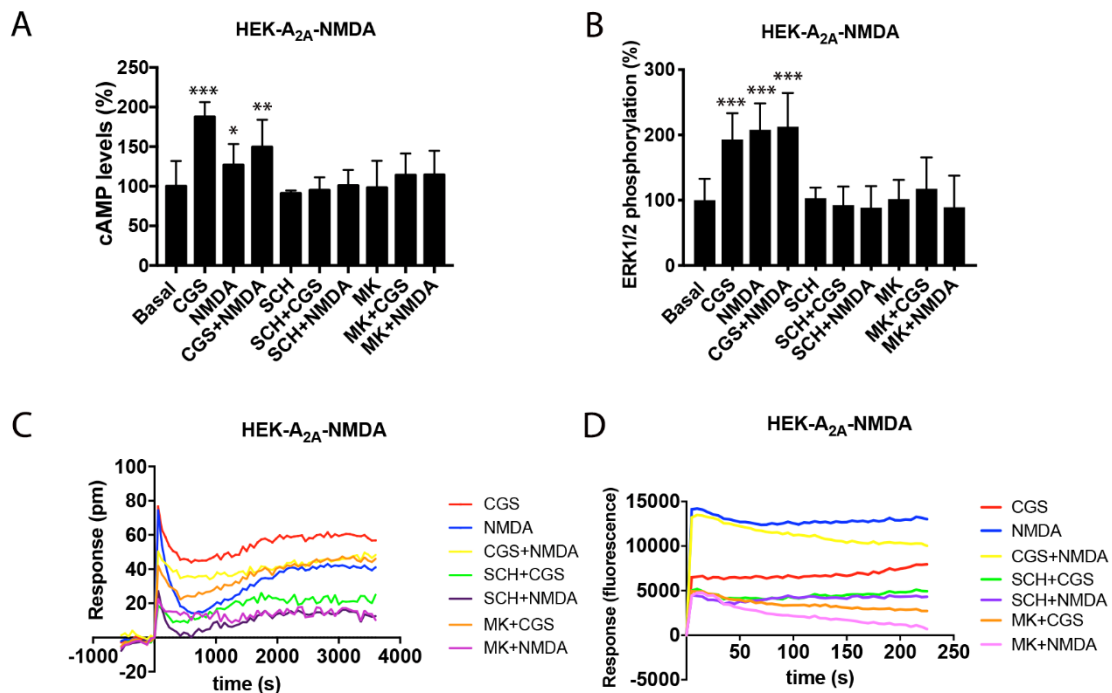 A
HEK-A2A-NMDA
cAMP levels (%)
250
200
150
100
50
0
***
*
**
Basal
CGS
NMDA
CGS+NMDA
SCH
SCH+CGS
SCH+NMDA
MK
MK+CGS
MK+NMDA
B
HEK-A2A-NMDA
ERK1/2 phosphorylation (%)
300
200
100
0
***
***
***
Basal
CGS
NMDA
CGS+NMDA
SCH
SCH+CGS
SCH+NMDA
MK
MK+CGS
MK+NMDA
C
HEK-A2A-NMDA
Response (pm)
100
80
60
40
20
-20
-1000
1000
2000
3000
4000
time (s)
CGS
NMDA
CGS+NMDA
SCH+CGS
SCH+NMDA
MK+CGS
MK+NMDA
D
HEK-A2A-NMDA
Response (fluorescence)
15000
10000
5000
0
-5000
50
100
150
200
250
time (s)
CGS
NMDA
CGS+NMDA
SCH+CGS
SCH+NMDA
MK+CGS
MK+NMDA